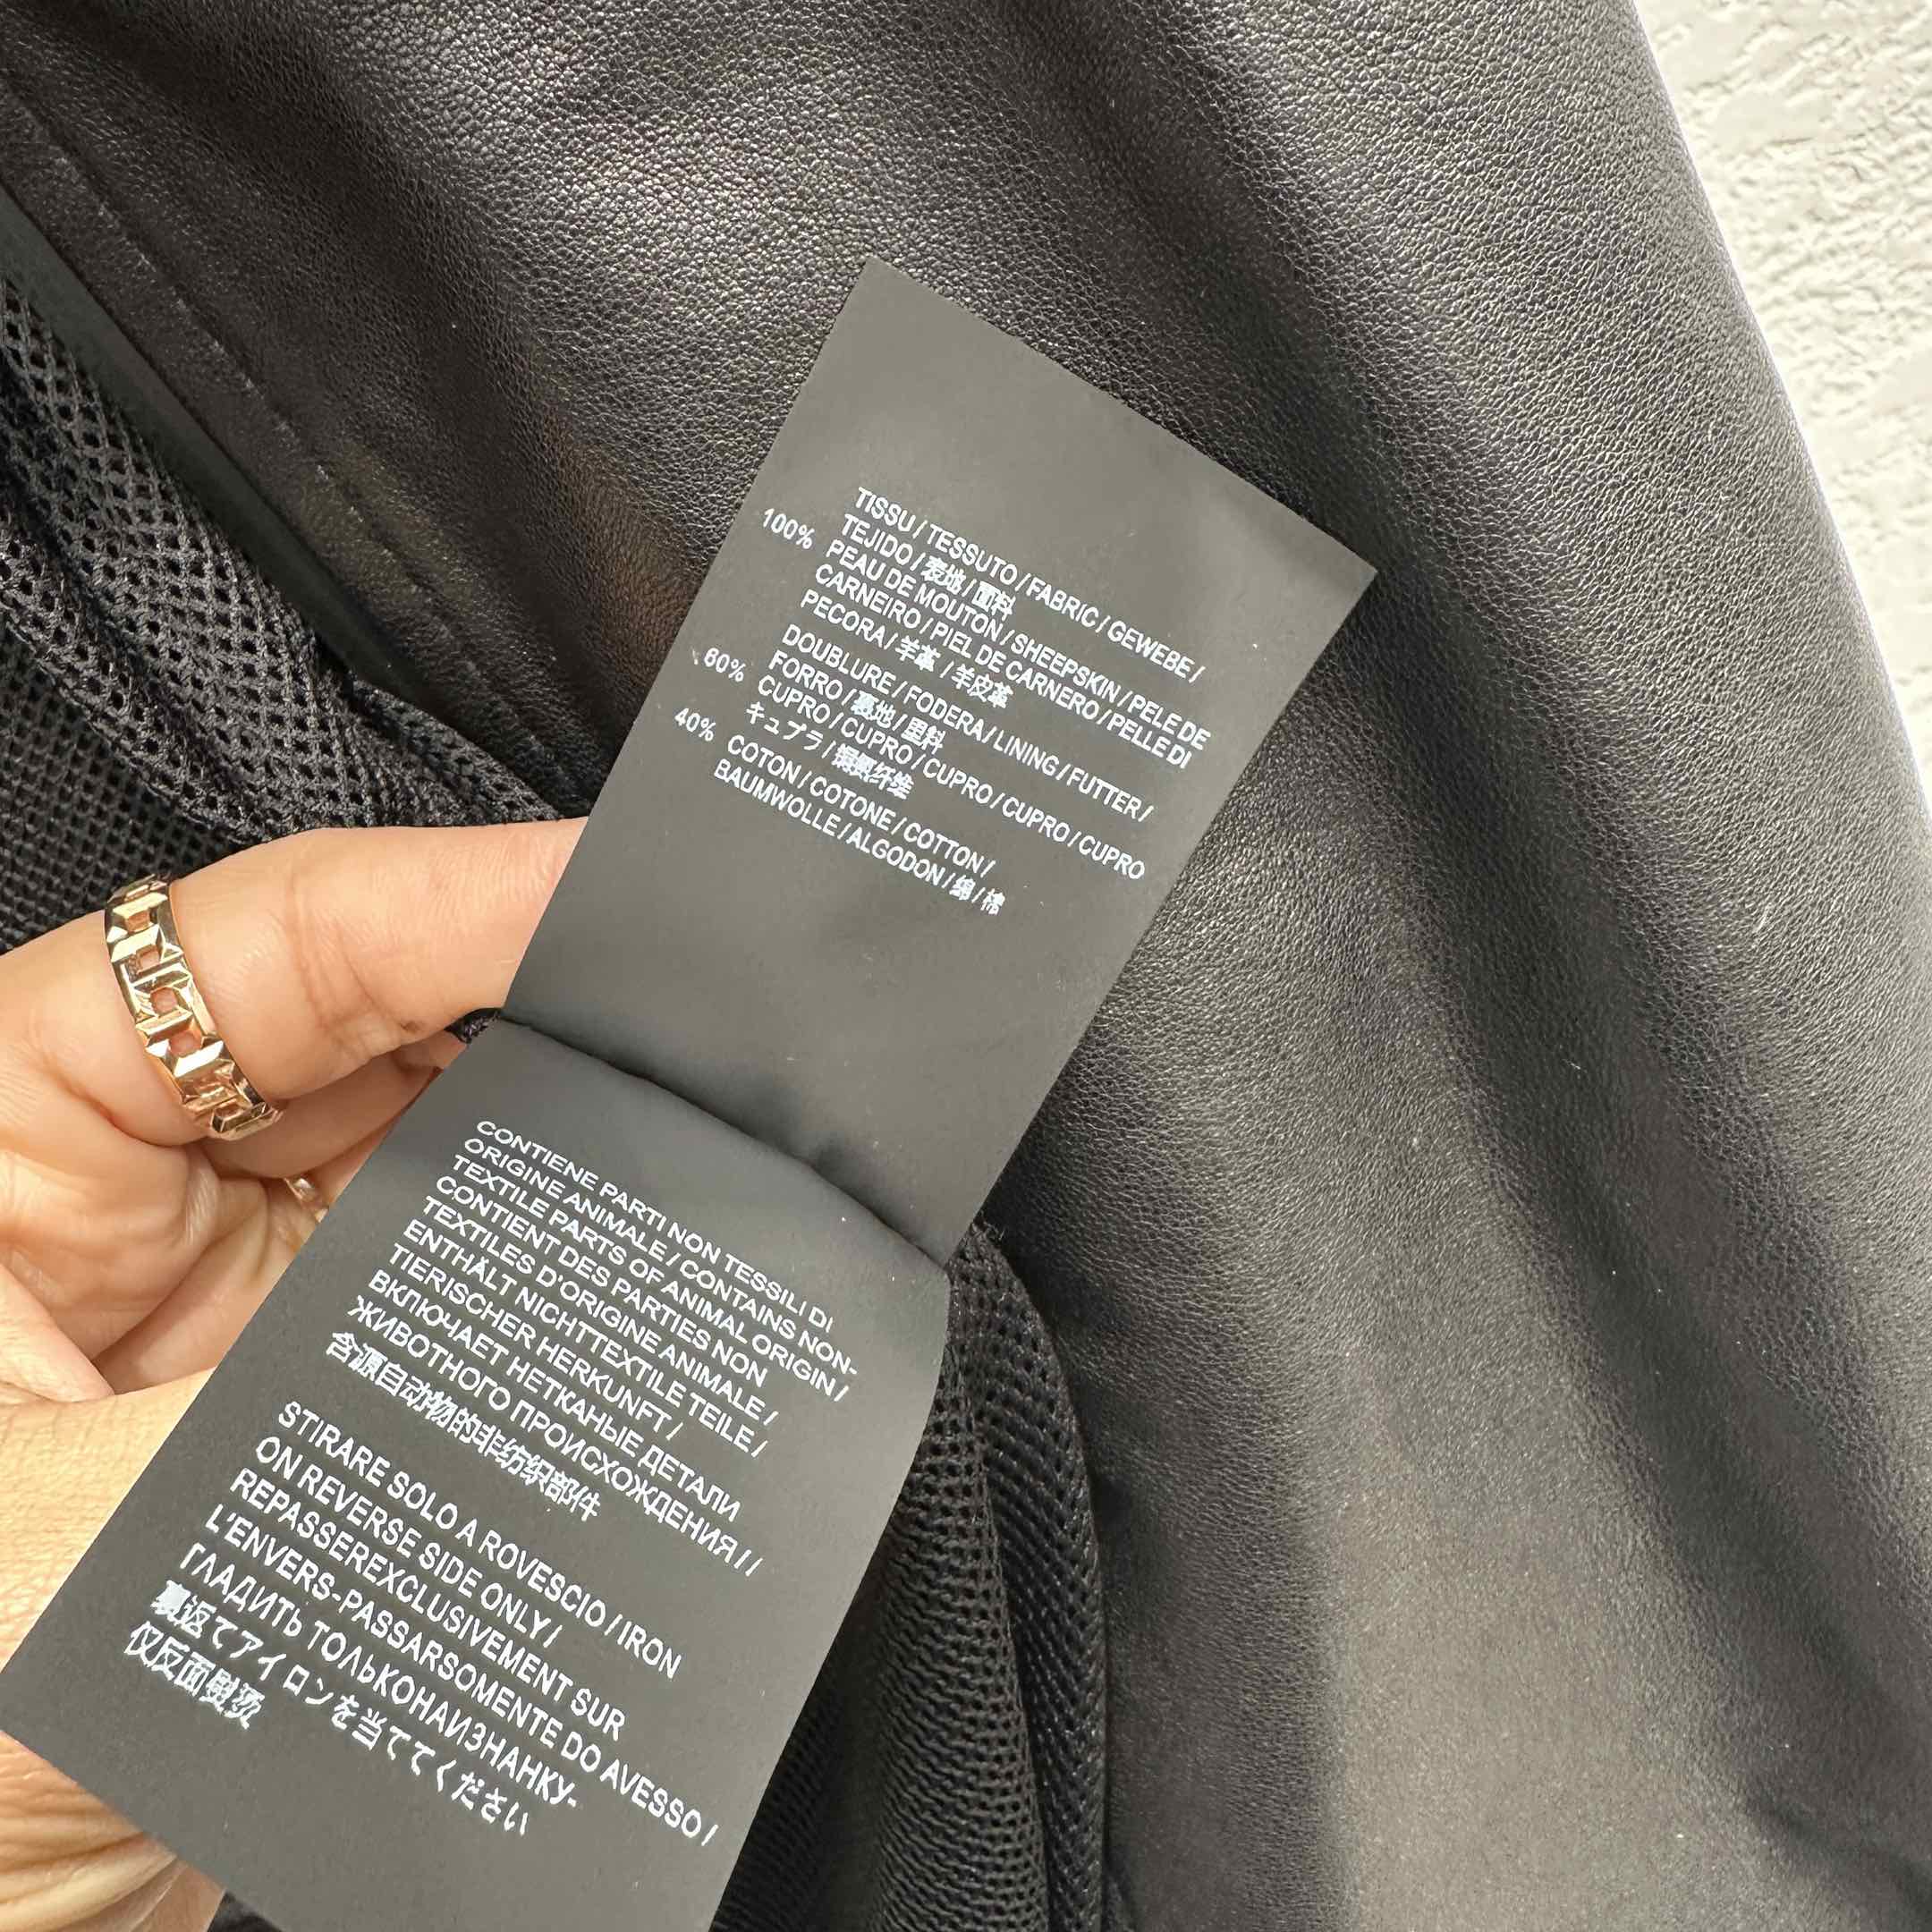 TISSU / TESSUTO / FABRIC / GEWEBE /
TEJIDO / 表地 / 面料
100% PEAU DE MOUTON / SHEEPSKIN / PELE DE
CARNEIRO / PIEL DE CARNERO / PELLE DI
PECORA / 羊革 / 羊皮革
DOUBLURE / FODERA / LINING / FUTTER /
FORRO / 裏地 / 里料
60% CUPRO / CUPRO / CUPRO / CUPRO / CUPRO
キュプラ / 铜氨纤维
40% COTON / COTONE / COTTON /
BAUMWOLLE / ALGODON / 綿 / 棉
CONTIENE PARTI NON TESSILI DI
ORIGINE ANIMALE / CONTAINS NON-
TEXTILE PARTS OF ANIMAL ORIGIN /
CONTIENT DES PARTIES NON
TEXTILES D'ORIGINE ANIMALE /
ENTHÄLT NICHTTEXTILE TEILE /
TIERISCHER HERKUNFT /
ВКЛЮЧАЕТ НЕТКАНЫЕ ДЕТАЛИ
ЖИВОТНОГО ПРОИСХОЖДЕНИЯ / /
含源自动物的非纺织部件
STIRARE SOLO A ROVESCIO / IRON
ON REVERSE SIDE ONLY /
REPASSEREXCLUSIVEMENT SUR
L'ENVERS-PASSARSOMENTE DO AVESSO /
ГЛАДИТЬ ТОЛЬКОНАИЗНАНКУ-
裏返てアイロンを当ててください
仅反面熨烫